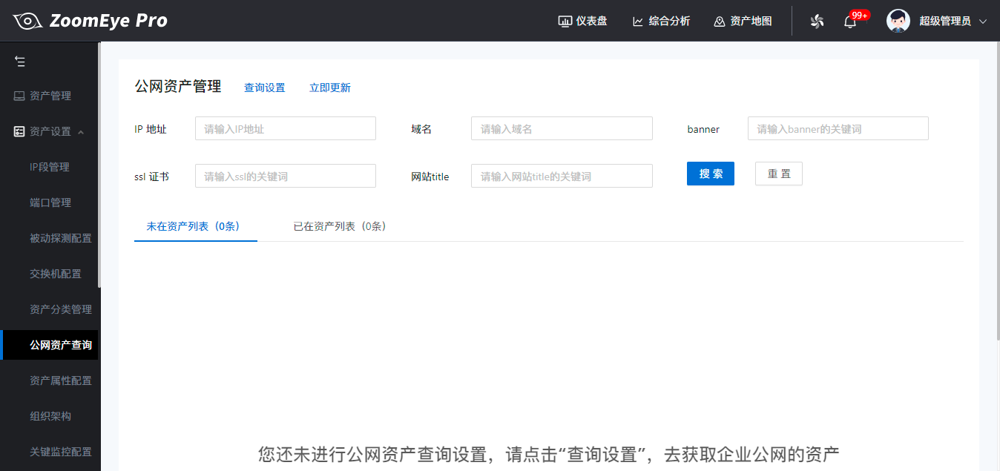 ZoomEye Pro
仪表盘
综合分析
资产地图
99+
超级管理员
资产管理
资产设置
IP段管理
端口管理
被动探测配置
交换机配置
资产分类管理
公网资产查询
资产属性配置
组织架构
关键监控配置
公网资产管理 查询设置 立即更新
IP 地址 请输入IP地址 域名 请输入域名 banner 请输入banner的关键词
ssl 证书 请输入ssl的关键词 网站title 请输入网站title的关键词 搜 索 重 置
未在资产列表（0条） 已在资产列表（0条）
您还未进行公网资产查询设置，请点击“查询设置”，去获取企业公网的资产